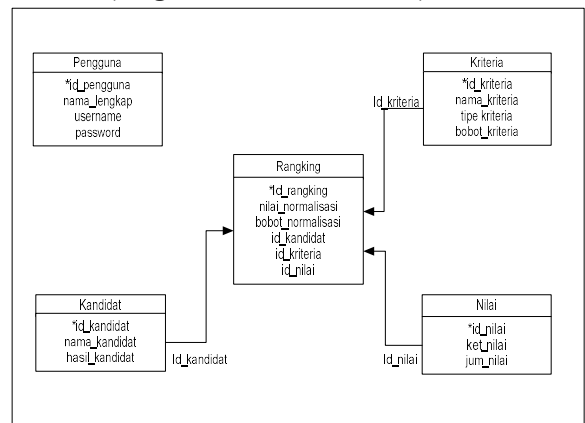 Pengguna
*id_pengguna
nama_lengkap
username
password
Kriteria
*id_kriteria
nama_kriteria
tipe kriteria
bobot_kriteria
Id_kriteria
Rangking
*Id_rangking
nilai_normalisasi
bobot_normalisasi
id_kandidat
id_kriteria
id_nilai
Kandidat
*id_kandidat
nama_kandidat
hasil_kandidat
Id_kandidat
Nilai
*id_nilai
ket_nilai
jum_nilai
Id_nilai